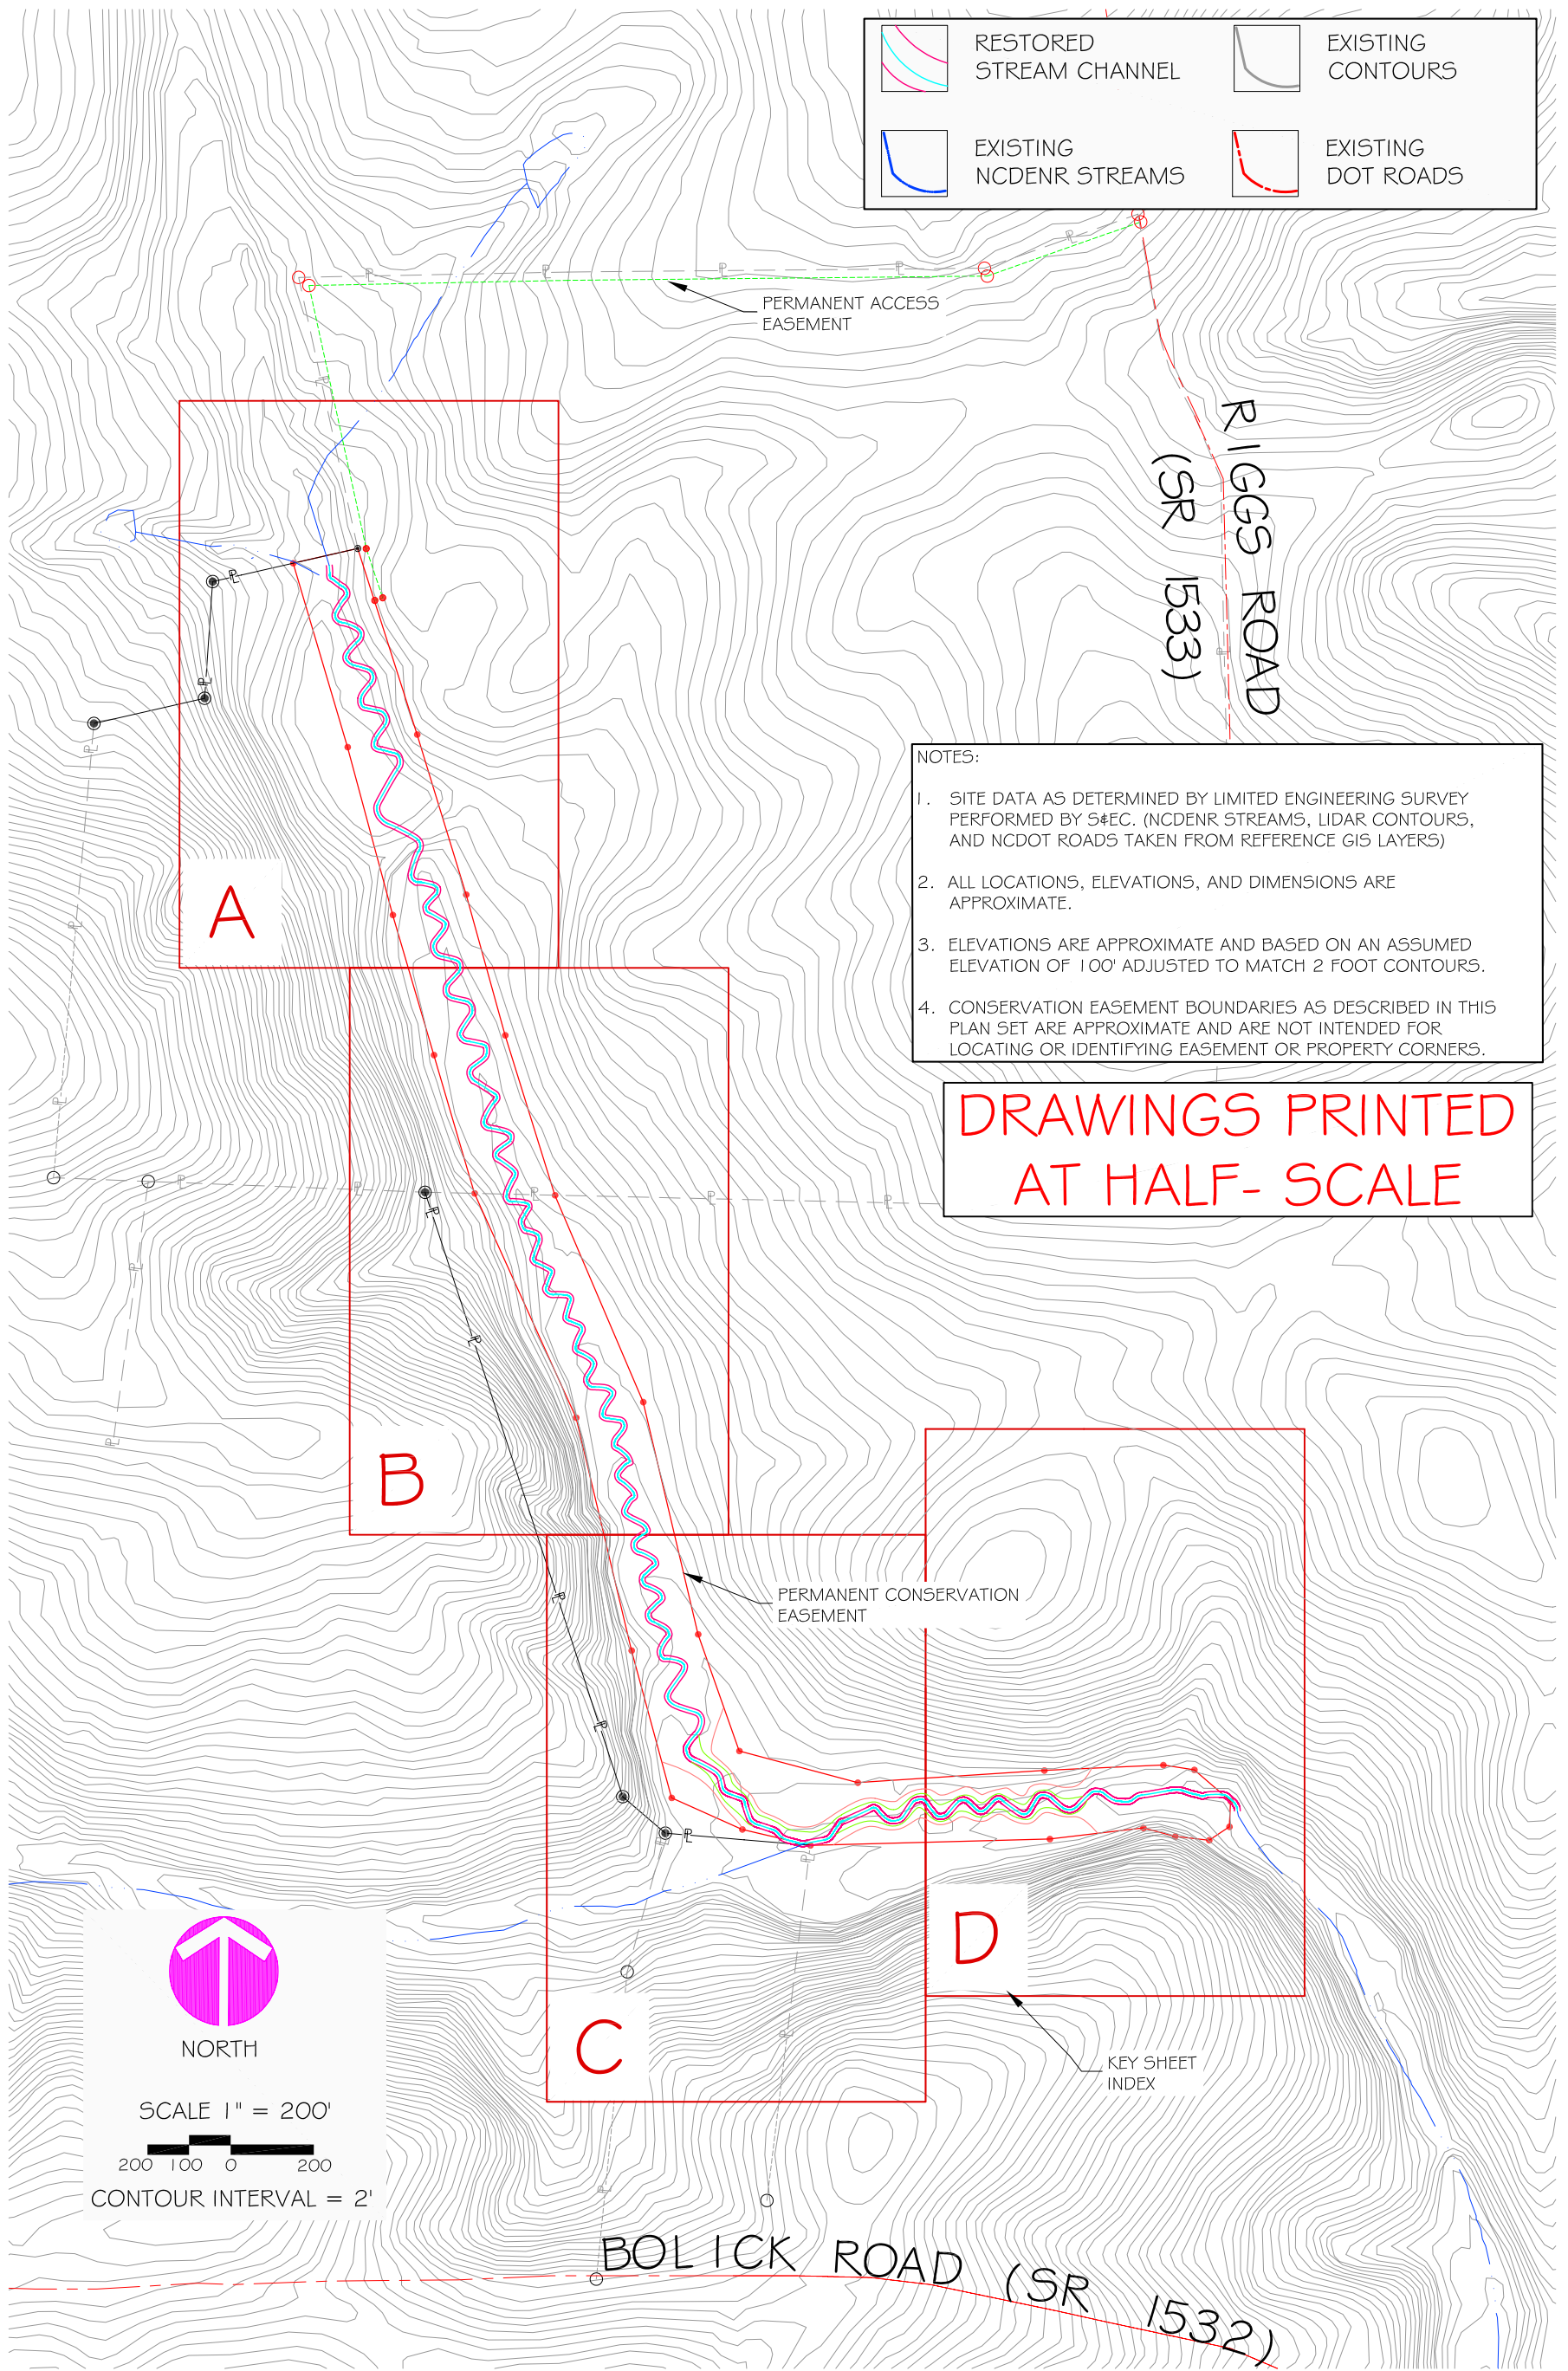 RESTORED
STREAM CHANNEL
EXISTING
CONTOURS
EXISTING
NCDENR STREAMS
EXISTING
DOT ROADS
PERMANENT ACCESS
EASEMENT
RIGGS ROAD
(SR 1533)
NOTES:
1. SITE DATA AS DETERMINED BY LIMITED ENGINEERING SURVEY
PERFORMED BY S&EC. (NCDENR STREAMS, LIDAR CONTOURS,
AND NCDOT ROADS TAKEN FROM REFERENCE GIS LAYERS)
2. ALL LOCATIONS, ELEVATIONS, AND DIMENSIONS ARE
APPROXIMATE.
3. ELEVATIONS ARE APPROXIMATE AND BASED ON AN ASSUMED
ELEVATION OF 100' ADJUSTED TO MATCH 2 FOOT CONTOURS.
4. CONSERVATION EASEMENT BOUNDARIES AS DESCRIBED IN THIS
PLAN SET ARE APPROXIMATE AND ARE NOT INTENDED FOR
LOCATING OR IDENTIFYING EASEMENT OR PROPERTY CORNERS.
A
DRAWINGS PRINTED
AT HALF- SCALE
B
PERMANENT CONSERVATION
EASEMENT
D
C
KEY SHEET
INDEX
NORTH
SCALE 1" = 200'
200 100 0 200
CONTOUR INTERVAL = 2'
BOLICK ROAD (SR 1532)